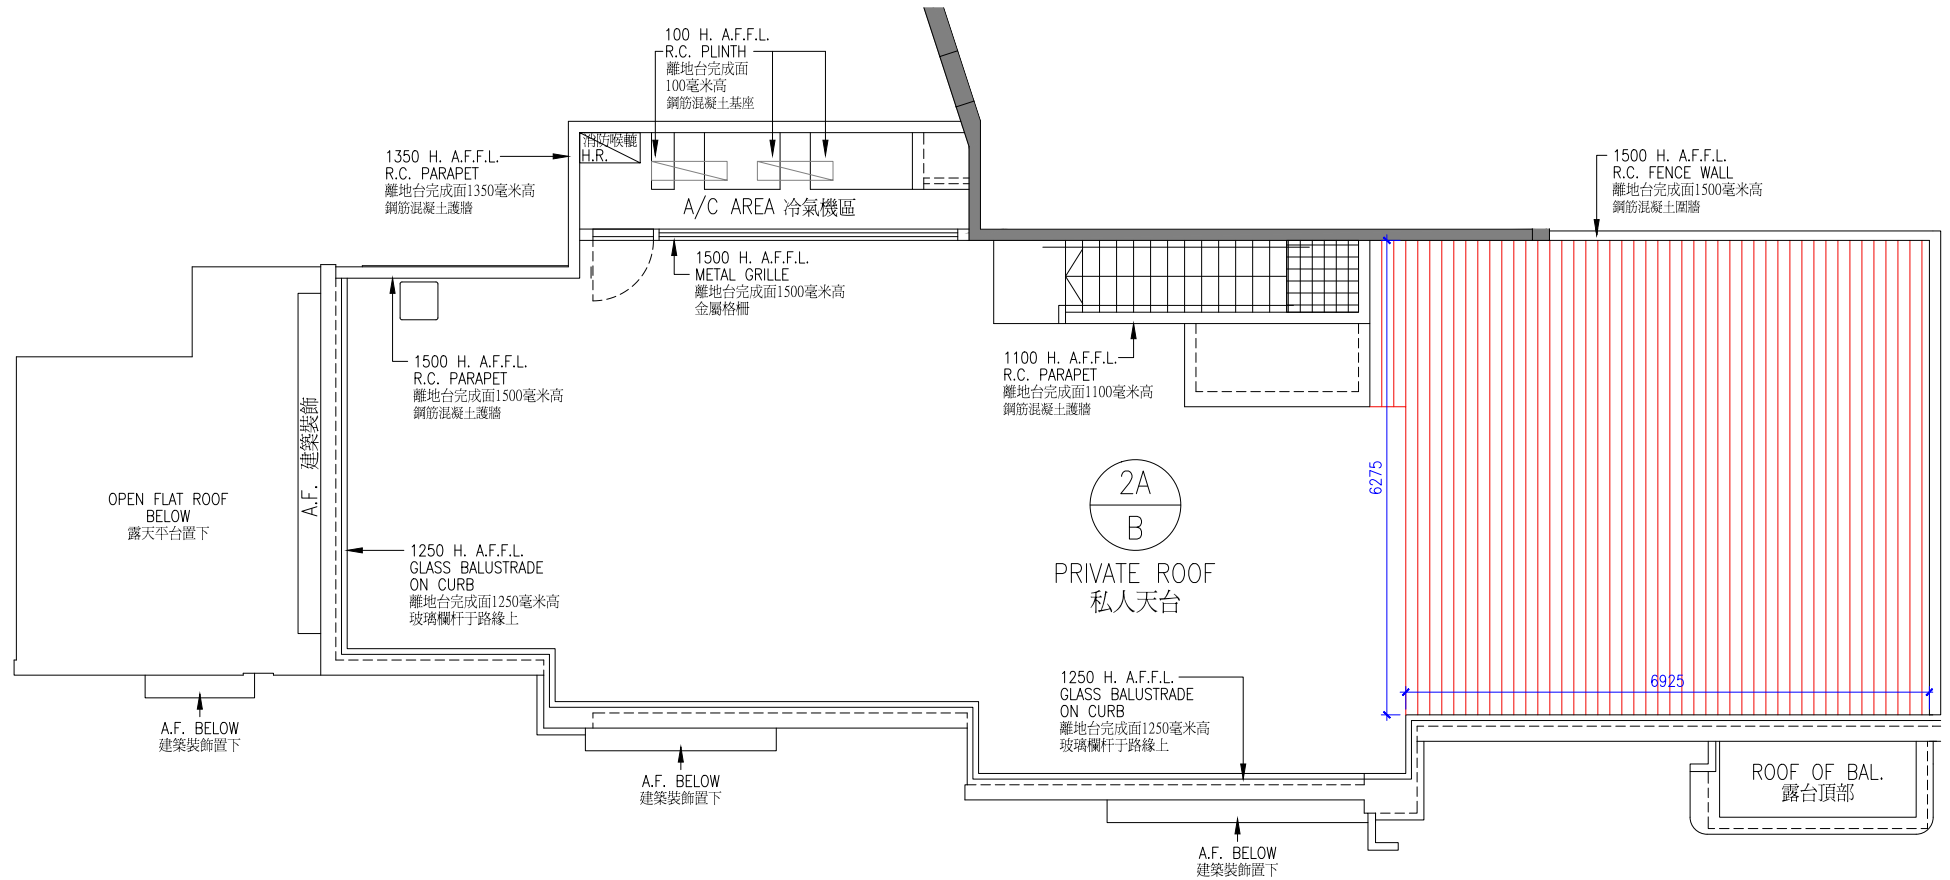 100 H. A.F.F.L.
R.C. PLINTH
離地台完成面
100毫米高
鋼筋混凝土基座
消防喉轆
H.R.
1350 H. A.F.F.L.
R.C. PARAPET
離地台完成面1350毫米高
鋼筋混凝土護牆
1500 H. A.F.F.L.
R.C. FENCE WALL
離地台完成面1500毫米高
鋼筋混凝土圍牆
A/C AREA 冷氣機區
1500 H. A.F.F.L.
METAL GRILLE
離地台完成面1500毫米高
金屬格柵
1500 H. A.F.F.L.
R.C. PARAPET
離地台完成面1500毫米高
鋼筋混凝土護牆
1100 H. A.F.F.L.
R.C. PARAPET
離地台完成面1100毫米高
鋼筋混凝土護牆
A.F. 建築裝飾
OPEN FLAT ROOF
BELOW
露天平台置下
6275
2A
B
PRIVATE ROOF
私人天台
1250 H. A.F.F.L.
GLASS BALUSTRADE
ON CURB
離地台完成面1250毫米高
玻璃欄杆于路緣上
1250 H. A.F.F.L.
GLASS BALUSTRADE
ON CURB
離地台完成面1250毫米高
玻璃欄杆于路緣上
6925
A.F. BELOW
建築裝飾置下
A.F. BELOW
建築裝飾置下
ROOF OF BAL.
露台頂部
A.F. BELOW
建築裝飾置下